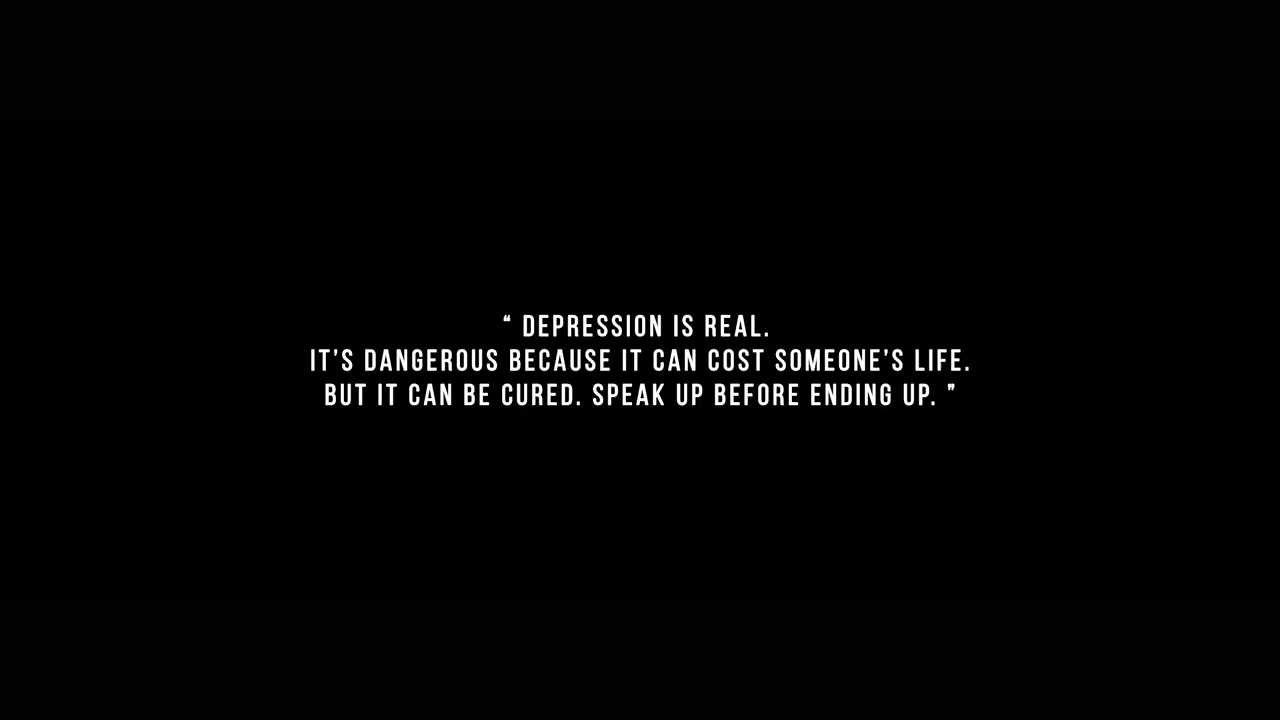 “ DEPRESSION IS REAL.
IT’S DANGEROUS BECAUSE IT CAN COST SOMEONE’S LIFE.
BUT IT CAN BE CURED. SPEAK UP BEFORE ENDING UP. ”